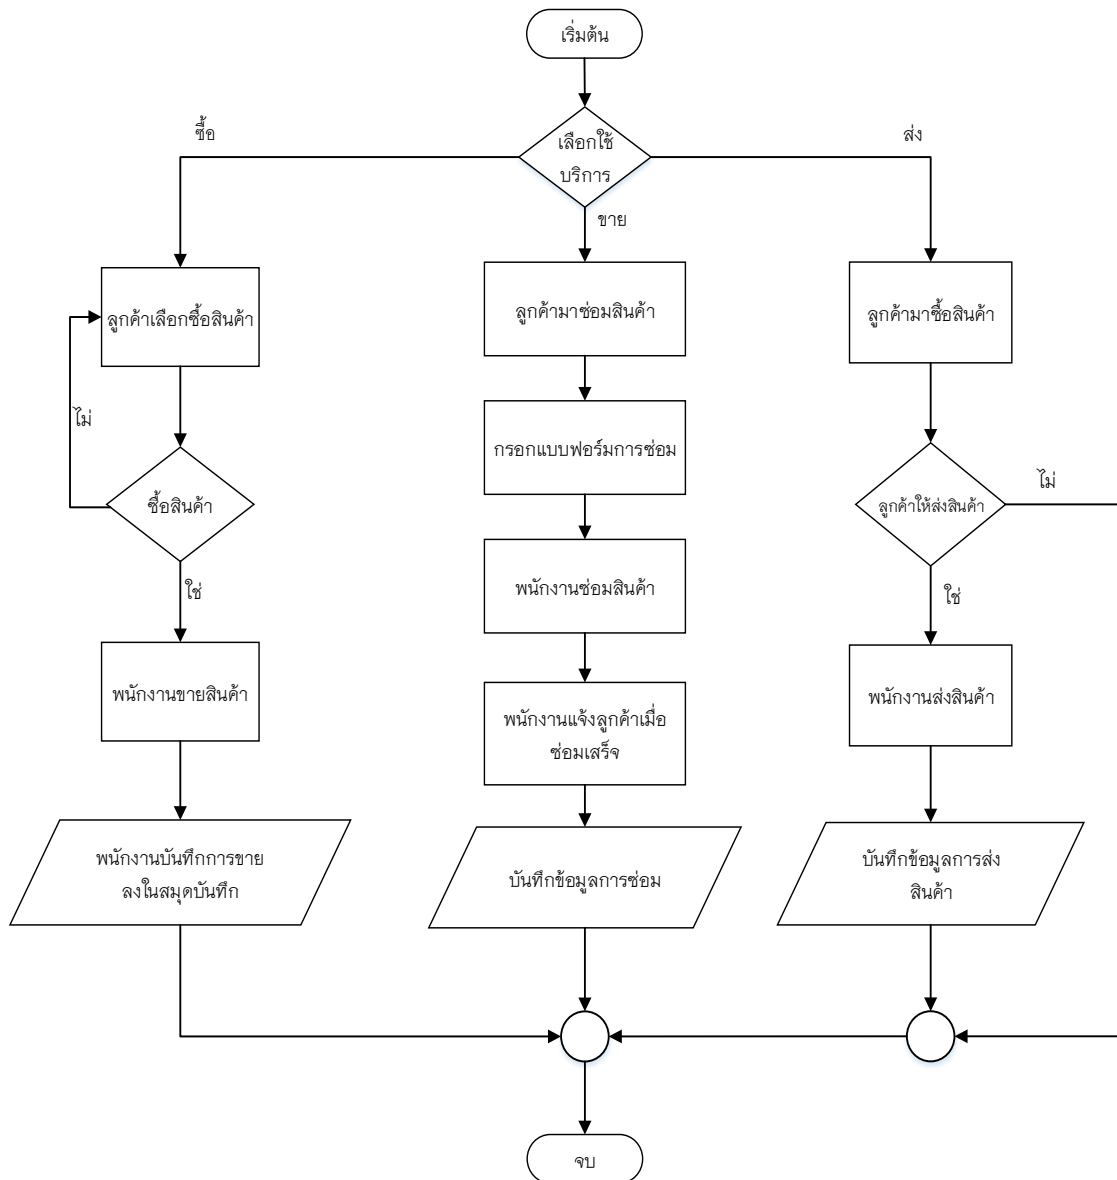 เริ่มต้น
เลือกใช้
บริการ
ซื้อ
ส่ง
ขาย
ลูกค้าเลือกซื้อสินค้า
ลูกค้ามาซ่อมสินค้า
ลูกค้ามาซื้อสินค้า
ไม่
กรอกแบบฟอร์มการซ่อม
ไม่
ซื้อสินค้า
ลูกค้าให้ส่งสินค้า
ใช่
พนักงานซ่อมสินค้า
ใช่
พนักงานขายสินค้า
พนักงานแจ้งลูกค้าเมื่อ
ซ่อมเสร็จ
พนักงานส่งสินค้า
พนักงานบันทึกการขาย
ลงในสมุดบันทึก
บันทึกข้อมูลการซ่อม
บันทึกข้อมูลการส่ง
สินค้า
จบ